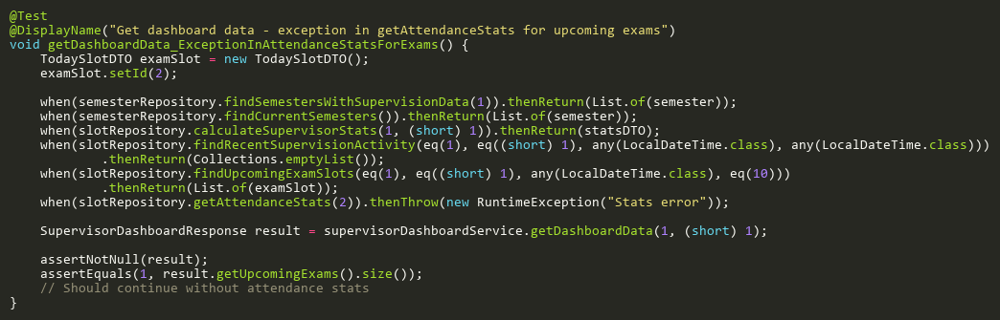 @Test
@DisplayName("Get dashboard data - exception in getAttendanceStats for upcoming exams")
void getDashboardData_ExceptionInAttendanceStatsForExams() {
    TodaySlotDTO examSlot = new TodaySlotDTO();
    examSlot.setId(2);

    when(semesterRepository.findSemestersWithSupervisionData(1)).thenReturn(List.of(semester));
    when(semesterRepository.findCurrentSemesters()).thenReturn(List.of(semester));
    when(slotRepository.calculateSupervisorStats(1, (short) 1)).thenReturn(statsDTO);
    when(slotRepository.findRecentSupervisionActivity(eq(1), eq((short) 1), any(LocalDateTime.class), any(LocalDateTime.class)))
            .thenReturn(Collections.emptyList());
    when(slotRepository.findUpcomingExamSlots(eq(1), eq((short) 1), any(LocalDateTime.class), eq(10)))
            .thenReturn(List.of(examSlot));
    when(slotRepository.getAttendanceStats(2)).thenThrow(new RuntimeException("Stats error"));

    SupervisorDashboardResponse result = supervisorDashboardService.getDashboardData(1, (short) 1);

    assertNotNull(result);
    assertEquals(1, result.getUpcomingExams().size());
    // Should continue without attendance stats
}